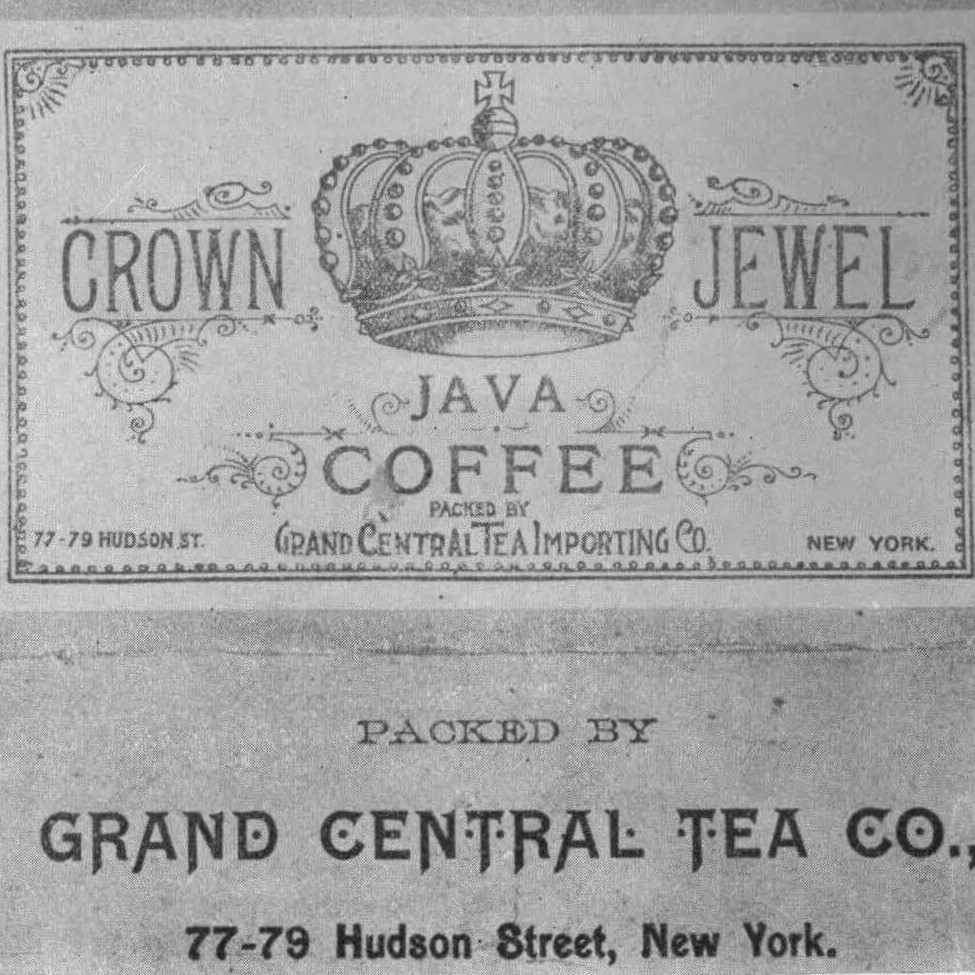 CROWN JEWEL
JAVA
COFFEE
PACKED BY
77-79 HUDSON ST. GRAND CENTRAL TEA IMPORTING CO. NEW YORK.
PACKED BY
GRAND CENTRAL TEA CO.,
77-79 Hudson Street, New York.